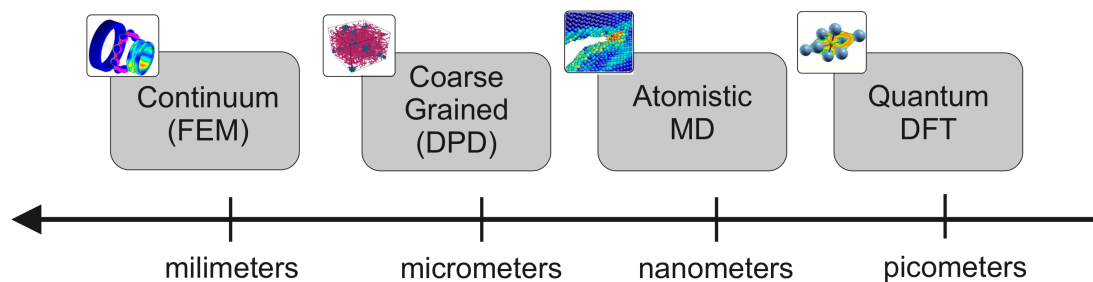 Continuum
(FEM)
Coarse
Grained
(DPD)
Atomistic
MD
Quantum
DFT
milimeters
micrometers
nanometers
picometers